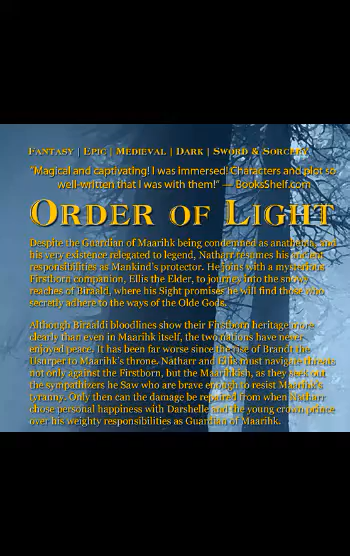 FANTASY | EPIC | MEDIEVAL | DARK | SWORD & SORCERY
"Magical and captivating! I was immersed! Characters and plot so
well-written that I was with them!" — BooksShelf.com
ORDER OF LIGHT
Despite the Guardian of Maarihk being condemned as anathema, and
his very existence relegated to legend, Natharr resumes his ancient
responsibilities as Mankind's protector. He joins with a mysterious
Firstborn companion, Ellis the Elder, to journey into the snowy
reaches of Biraald, where his Sight promises he will find those who
secretly adhere to the ways of the Olde Gods.
Although Biraaldi bloodlines show their Firstborn heritage more
clearly than even in Maarihk itself, the two nations have never
enjoyed peace. It has been far worse since the rise of Brandt the
Usurper to Maarihk's throne. Natharr and Ellis must navigate threats
not only against the Firstborn, but the Maarihkish, as they seek out
the sympathizers he Saw who are brave enough to resist Maarihk's
tyranny. Only then can the damage be repaired from when Natharr
chose personal happiness with Darshelle and the young crown prince
over his weighty responsibilities as Guardian of Maarihk.